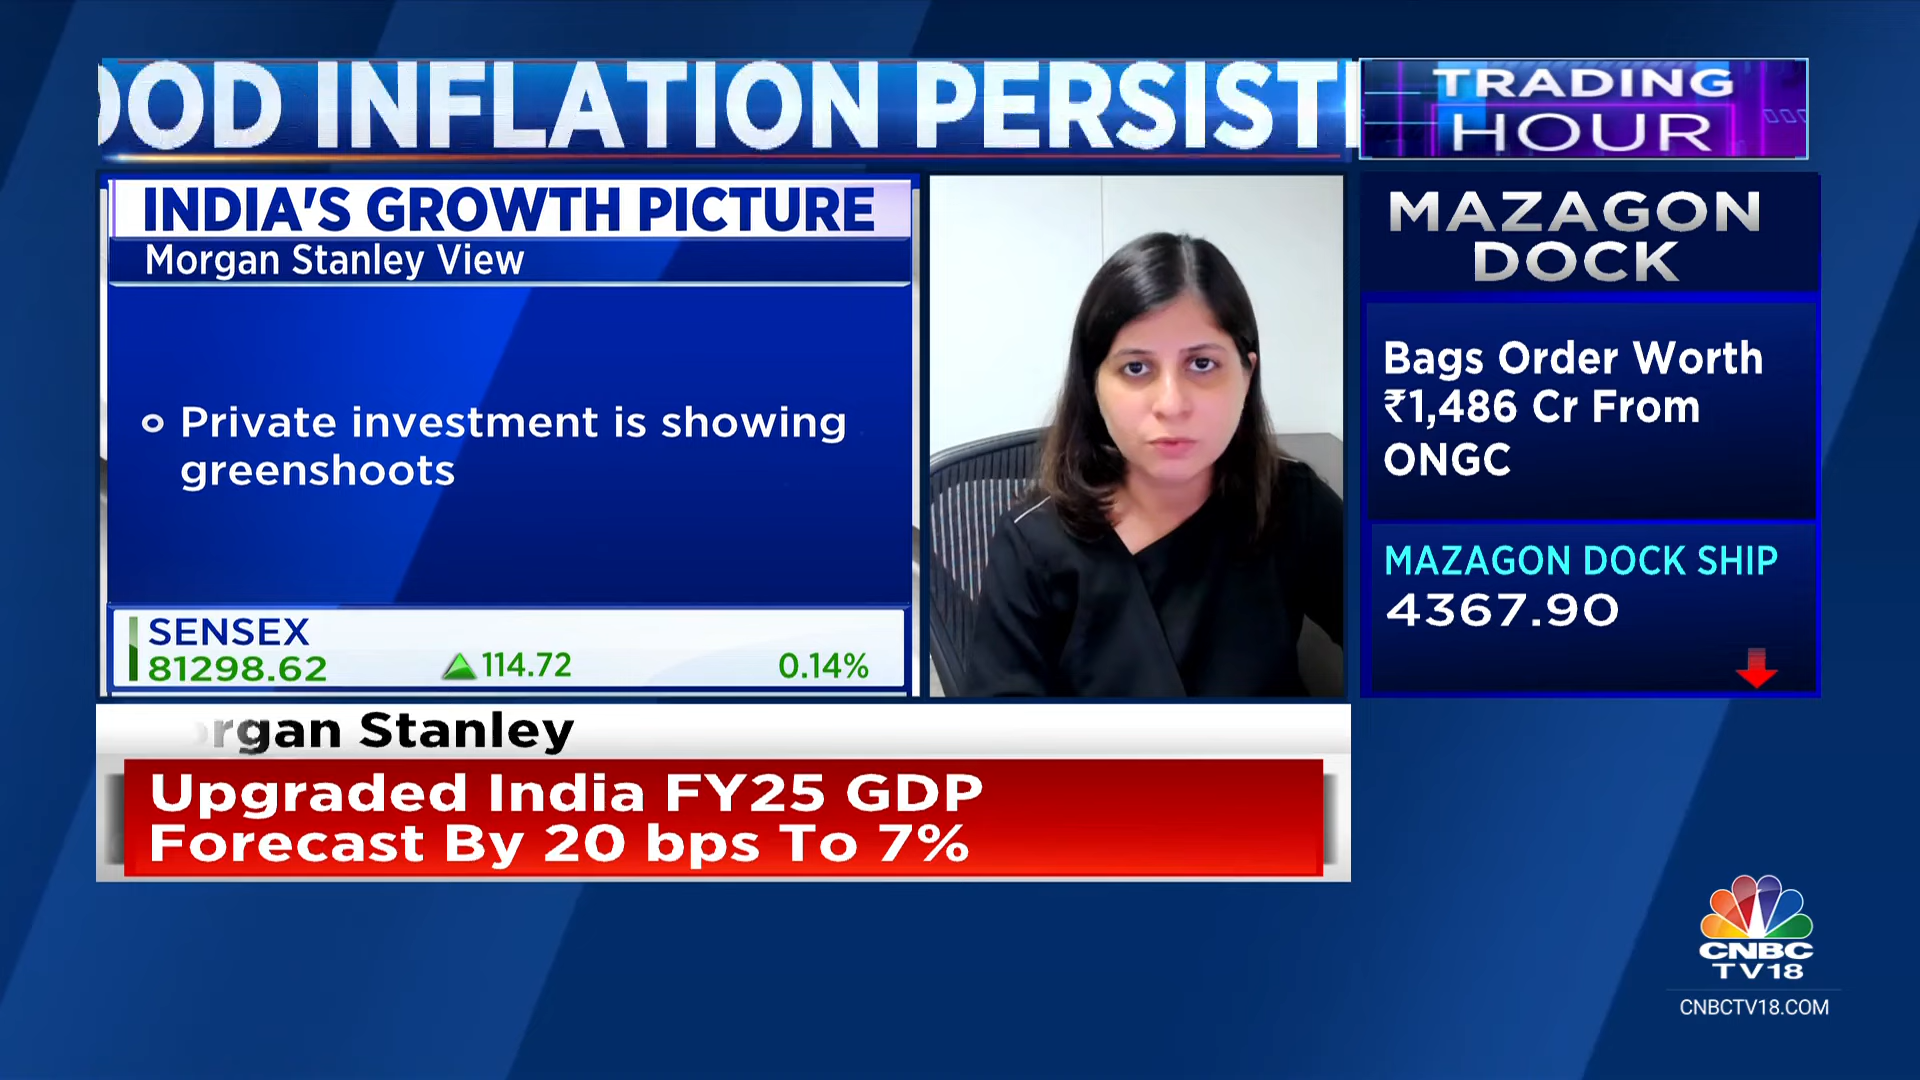 OOD INFLATION PERSISTI
TRADING
HOUR
INDIA'S GROWTH PICTURE
Morgan Stanley View
Private investment is showing
greenshoots
SENSEX
81298.62 114.72 0.14%
MAZAGON
DOCK
Bags Order Worth
₹1,486 Cr From
ONGC
MAZAGON DOCK SHIP
4367.90
rgan Stanley
Upgraded India FY25 GDP
Forecast By 20 bps To 7%
CNBC
TV18
CNBCTV18.COM